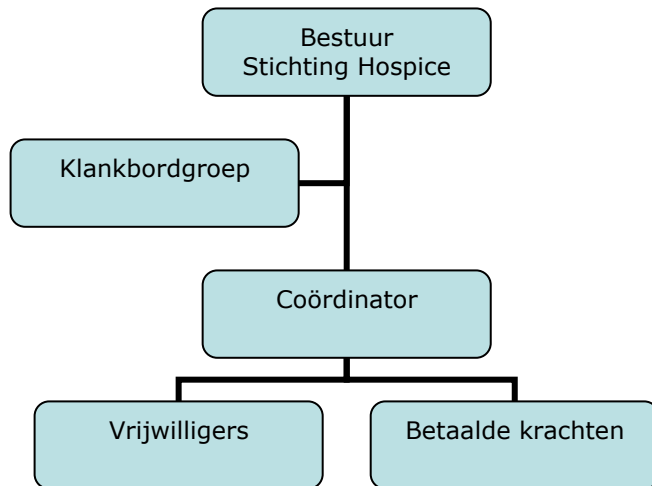 Bestuur
Stichting Hospice
Klankbordgroep
Coördinator
Vrijwilligers
Betaalde krachten